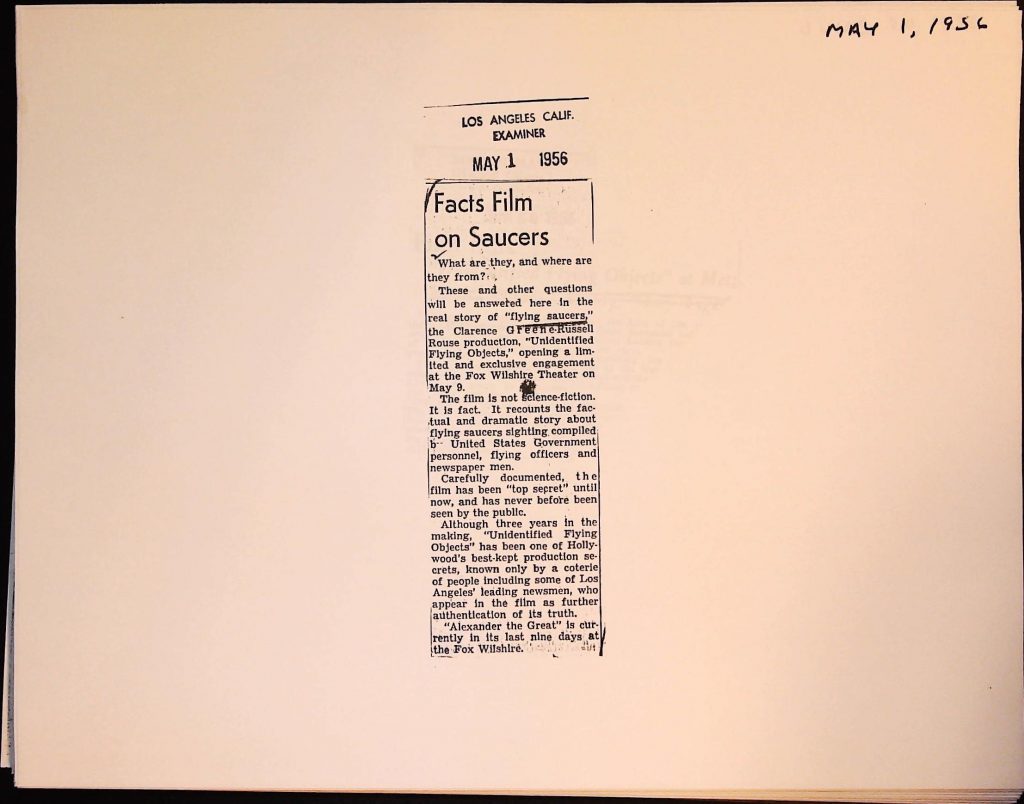 MAY 1, 1956
LOS ANGELES CALIF.
EXAMINER
MAY 1 1956
Facts Film
on Saucers
What are they, and where are
they from?
These and other questions
will be answered here in the
real story of "flying saucers,"
the Clarence Greene-Russell
Rouse production, "Unidentified
Flying Objects," opening a lim-
ited and exclusive engagement
at the Fox Wilshire Theater on
May 9.
The film is not science-fiction.
It is fact. It recounts the fac-
tual and dramatic story about
flying saucers sighting compiled
b United States Government
personnel, flying officers and
newspaper men.
Carefully documented, the
film has been "top secret" until
now, and has never before been
seen by the public.
Although three years in the
making, "Unidentified Flying
Objects" has been one of Holly-
wood's best-kept production se-
crets, known only by a coterie
of people including some of Los
Angeles' leading newsmen, who
appear in the film as further
authentication of its truth.
"Alexander the Great" is cur-
rently in its last nine days at
the Fox Wilshire.